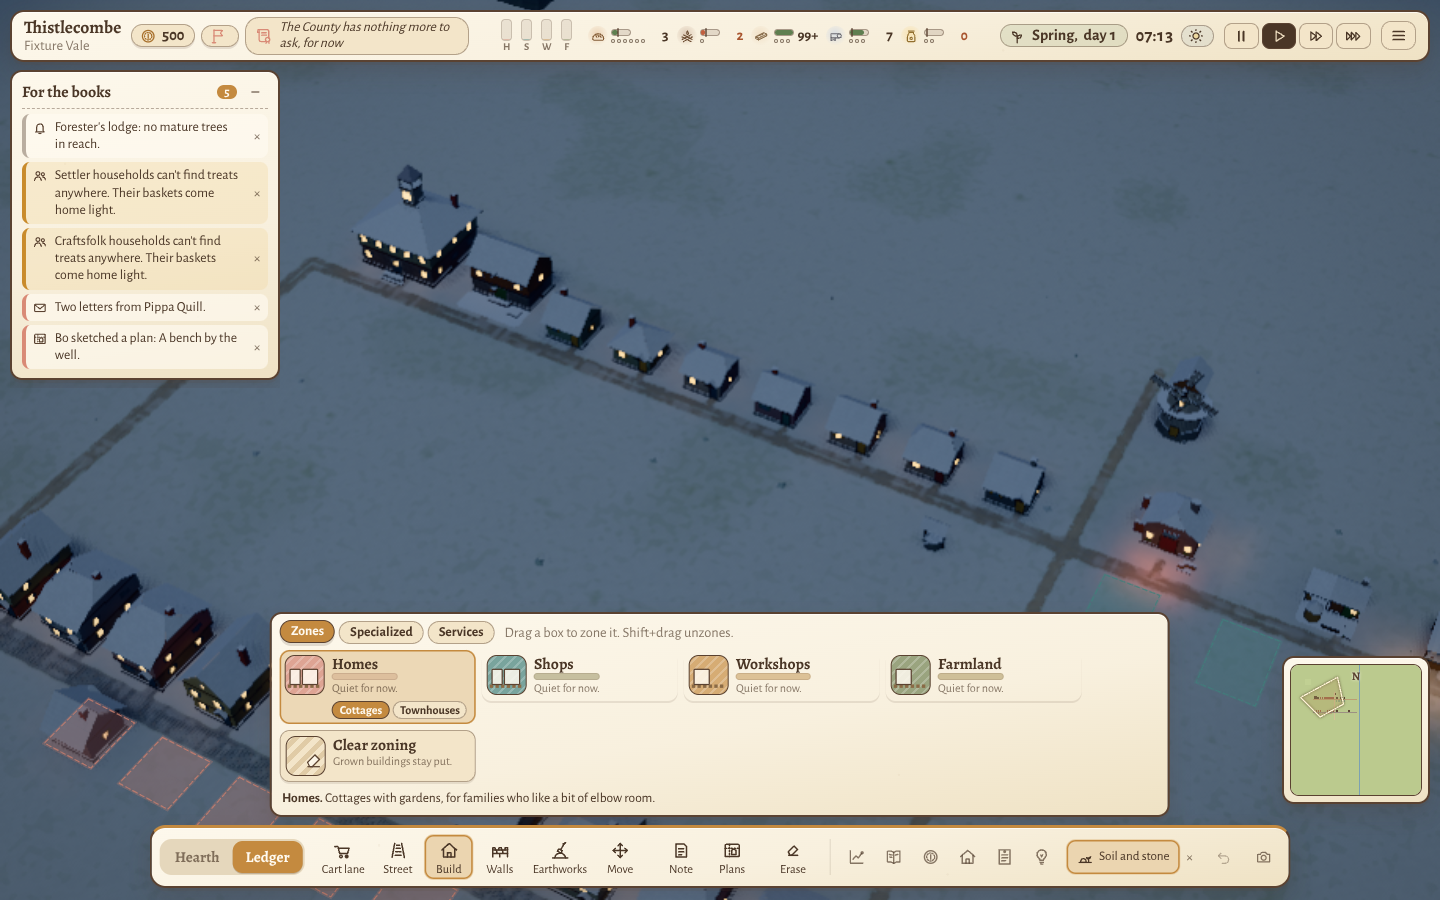 Thistlecombe
Fixture Vale
500
The County has nothing more to
ask, for now
H S W F
3
2
99+
7
0
Spring, day 1
07:13
For the books
5
Forester's lodge: no mature trees
in reach.
Settler households can't find treats
anywhere. Their baskets come
home light.
Craftsfolk households can't find
treats anywhere. Their baskets
come home light.
Two letters from Pippa Quill.
Bo sketched a plan: A bench by the
well.
Zones
Specialized
Services
Drag a box to zone it. Shift+drag unzones.
Homes
Quiet for now.
Cottages
Townhouses
Shops
Quiet for now.
Workshops
Quiet for now.
Farmland
Quiet for now.
Clear zoning
Grown buildings stay put.
Homes. Cottages with gardens, for families who like a bit of elbow room.
N
Hearth
Ledger
Cart lane
Street
Build
Walls
Earthworks
Move
Note
Plans
Erase
Soil and stone